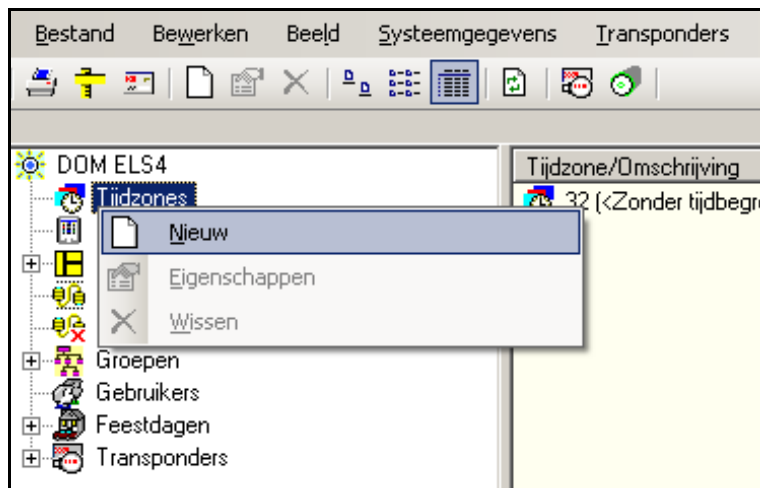 Bestand Bewerken Beeld Systeemgegevens Transponders
DOM ELS4
Tijdzones
Nieuw
Eigenschappen
Wissen
Groepen
Gebruikers
Feestdagen
Transponders
Tijdzone/Omschrijving
32 (<Zonder